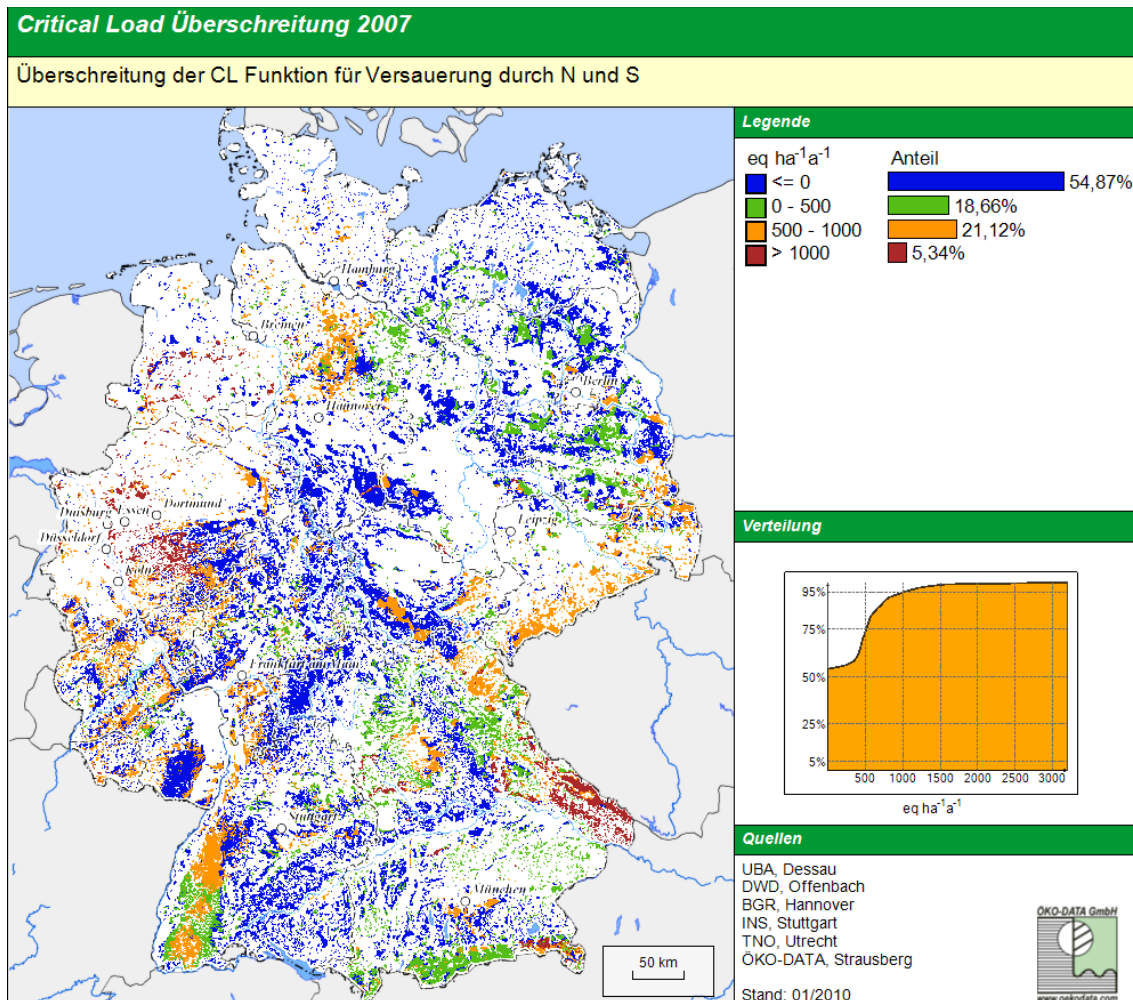 Critical Load Überschreitung 2007
Überschreitung der CL Funktion für Versauerung durch N und S
Hamburg
Bremen
Berlin
Hannover
Dortmund
Essen
Duisburg
Leipzig
Düsseldorf
Köln
Frankfurt am Main
Stuttgart
München
50 km
Legende
eq ha⁻¹a⁻¹ Anteil
<= 0 54,87%
0 - 500 18,66%
500 - 1000 21,12%
> 1000 5,34%
Verteilung
95%
75%
50%
25%
5%
500 1000 1500 2000 2500 3000
eq ha⁻¹a⁻¹
Quellen
UBA, Dessau
DWD, Offenbach
BGR, Hannover
INS, Stuttgart
TNO, Utrecht
ÖKO-DATA, Strausberg
Stand: 01/2010
ÖKO-DATA GmbH
www.oekodata.com